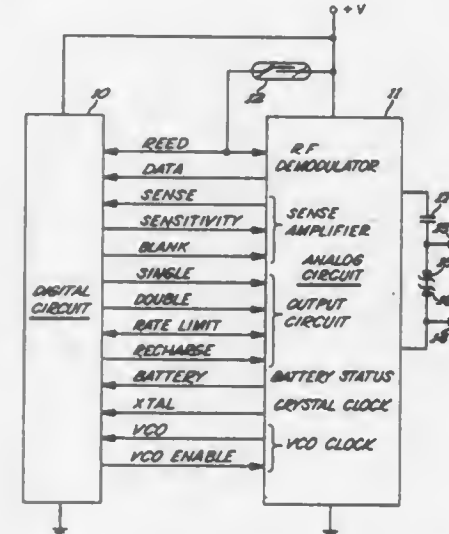 +V
12
10
11
REED
RF
DEMODULATOR
DATA
SENSE
SENSE
AMPLIFIER
SENSITIVITY
BLANK
ANALOG
CIRCUIT
SINGLE
DIGITAL
CIRCUIT
DOUBLE
OUTPUT
CIRCUIT
RATE LIMIT
RECHARGE
BATTERY
BATTERY STATUS
XTAL
CRYSTAL CLOCK
VCO
VCO CLOCK
VCO ENABLE